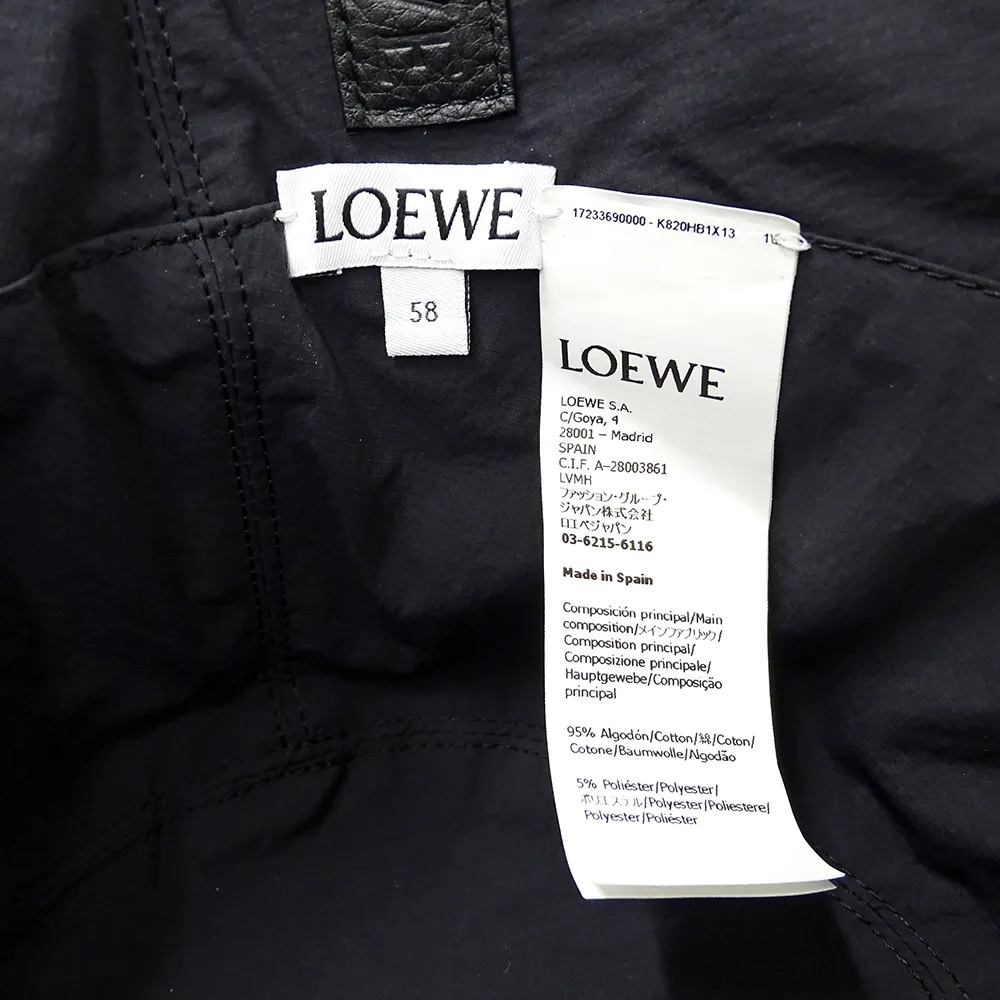 LOEWE
58
17233690000 - K820HB1X13
LOEWE
LOEWE S.A.
C/Goya, 4
28001 – Madrid
SPAIN
C.I.F. A-28003861
LVMH
ファッション・グループ・
ジャパン株式会社
ロエベジャパン
03-6215-6116
Made in Spain
Composición principal/Main
composition/メインファブリック/
Composition principal/
Composizione principale/
Hauptgewebe/Composição
principal
95% Algodón/Cotton/綿/Coton/
Cotone/Baumwolle/Algodão
5% Poliéster/Polyester/
ポリエステル/Polyester/Poliestere/
Polyester/Poliéster